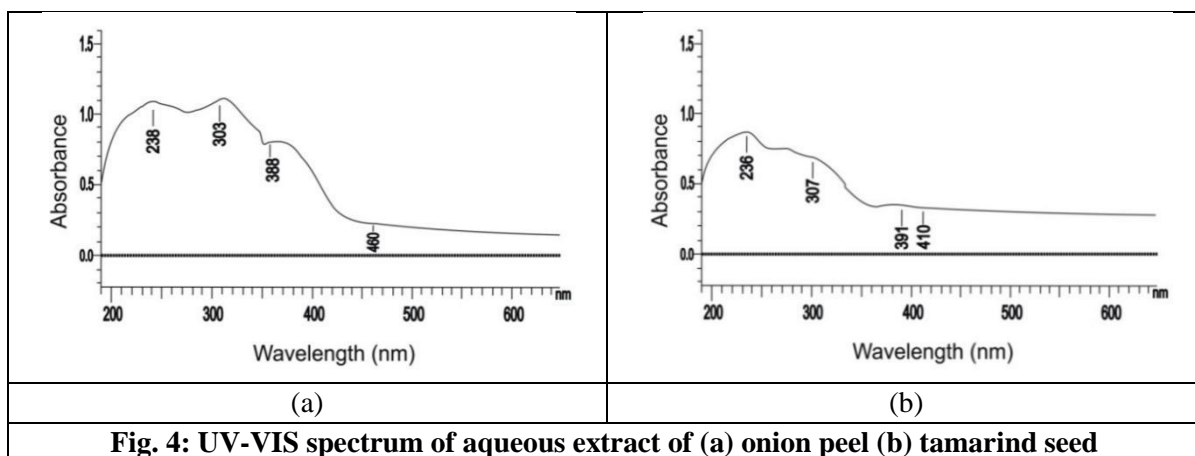 1.5
1.0
0.5
0.0
Absorbance
238
303
388
460
nm
200 300 400 500 600
Wavelength (nm)
1.5
1.0
0.5
0.0
Absorbance
236
307
391
410
nm
200 300 400 500 600
Wavelength (nm)
(a) (b)
Fig. 4: UV-VIS spectrum of aqueous extract of (a) onion peel (b) tamarind seed